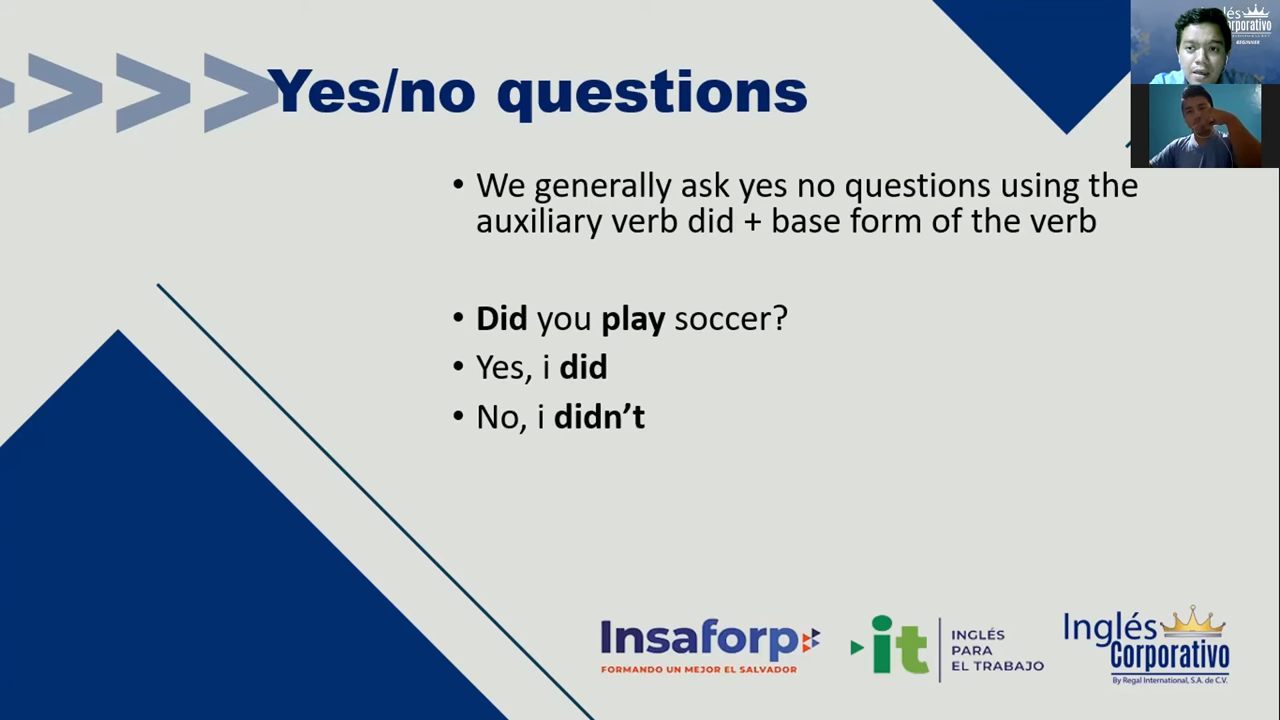 Yes/no questions
• We generally ask yes no questions using the
auxiliary verb did + base form of the verb
• Did you play soccer?
• Yes, i did
• No, i didn’t
Insaforp
FORMANDO UN MEJOR EL SALVADOR
it
INGLÉS
PARA
EL TRABAJO
Inglés
Corporativo
By Regal International, S.A. de C.V.
BEGINNER